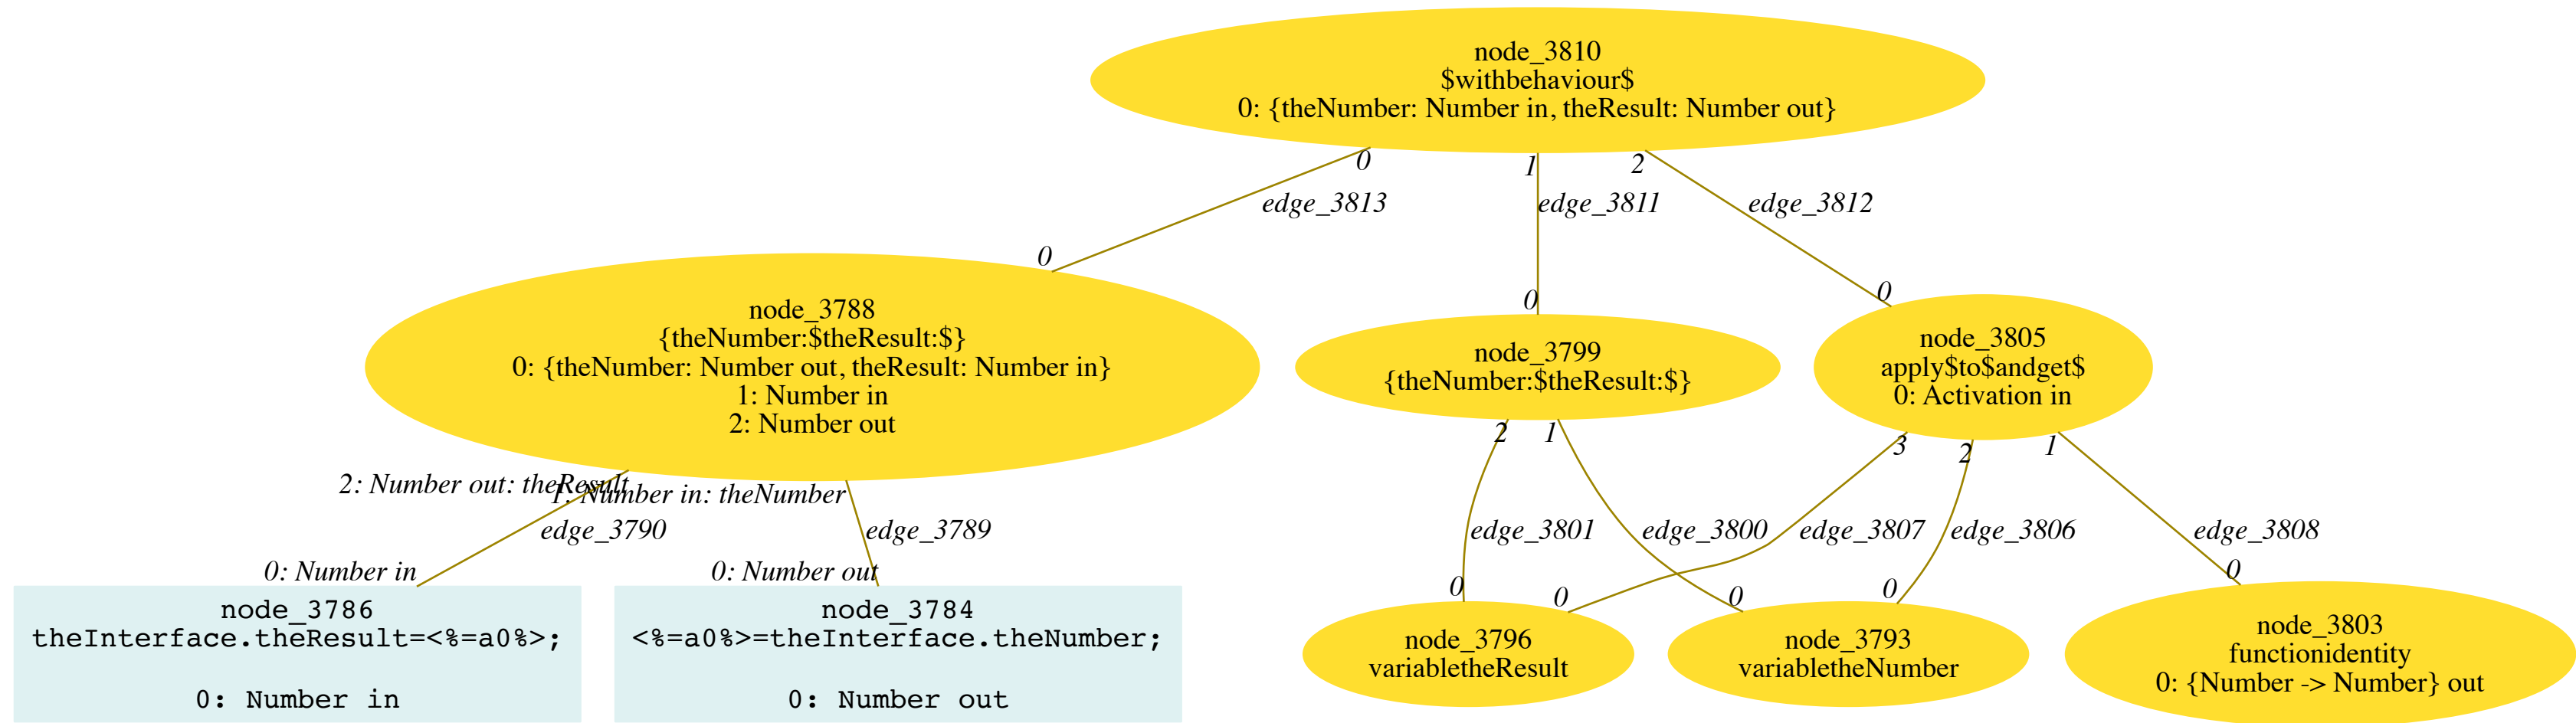 node_3810
$withbehaviour$
0: {theNumber: Number in, theResult: Number out}
0
1
2
edge_3813
edge_3811
edge_3812
0
0
0
node_3788
{theNumber:$theResult:$}
0: {theNumber: Number out, theResult: Number in}
1: Number in
2: Number out
node_3799
{theNumber:$theResult:$}
node_3805
apply$to$andget$
0: Activation in
2: Number out: theResult
1: Number in: theNumber
2
1
3
2
1
edge_3790
edge_3789
edge_3801
edge_3800
edge_3807
edge_3806
edge_3808
0: Number in
0: Number out
0
0
0
0
0
node_3786
theInterface.theResult=<%=a0%>;
0: Number in
node_3784
<%=a0%>=theInterface.theNumber;
0: Number out
node_3796
variabletheResult
node_3793
variabletheNumber
node_3803
functionidentity
0: {Number -> Number} out